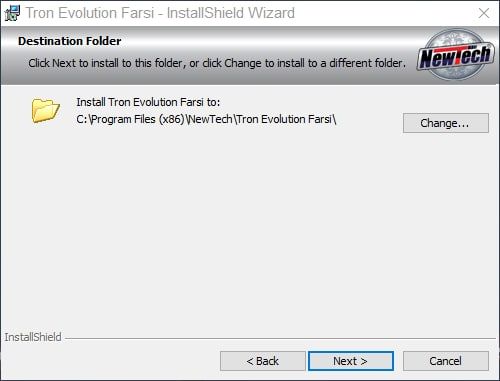 Tron Evolution Farsi - InstallShield Wizard
Destination Folder
Click Next to install to this folder, or click Change to install to a different folder.
NewTech
Install Tron Evolution Farsi to:
C:\Program Files (x86)\NewTech\Tron Evolution Farsi\
Change...
InstallShield
< Back
Next >
Cancel